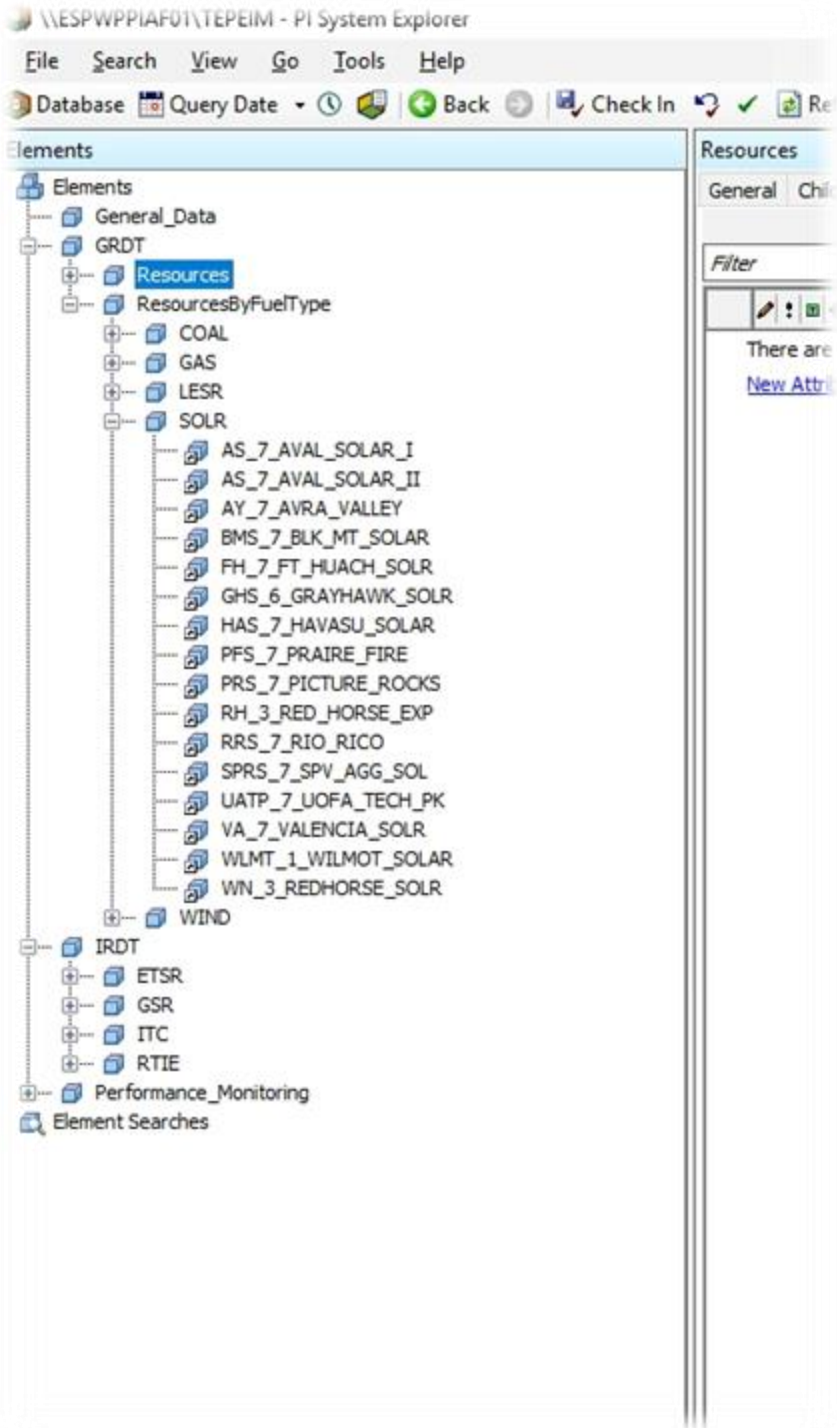 \\ESPWPPIAF01\TEPEIM - PI System Explorer
File Search View Go Tools Help
Database Query Date Back Check In Re
Elements
Elements
General_Data
GRDT
Resources
ResourcesByFuelType
COAL
GAS
LESR
SOLR
AS_7_AVAL_SOLAR_I
AS_7_AVAL_SOLAR_II
AY_7_AVRA_VALLEY
BMS_7_BLK_MT_SOLAR
FH_7_FT_HUACH_SOLR
GHS_6_GRAYHAWK_SOLR
HAS_7_HAVASU_SOLAR
PFS_7_PRAIRE_FIRE
PRS_7_PICTURE_ROCKS
RH_3_RED_HORSE_EXP
RRS_7_RIO_RICO
SPRS_7_SPV_AGG_SOL
UATP_7_UOFA_TECH_PK
VA_7_VALENCIA_SOLR
WLMT_1_WILMOT_SOLAR
WN_3_REDHORSE_SOLR
WIND
IRDT
ETSR
GSR
ITC
RTIE
Performance_Monitoring
Element Searches
Resources
General Chil
Filter
There are
New Attri